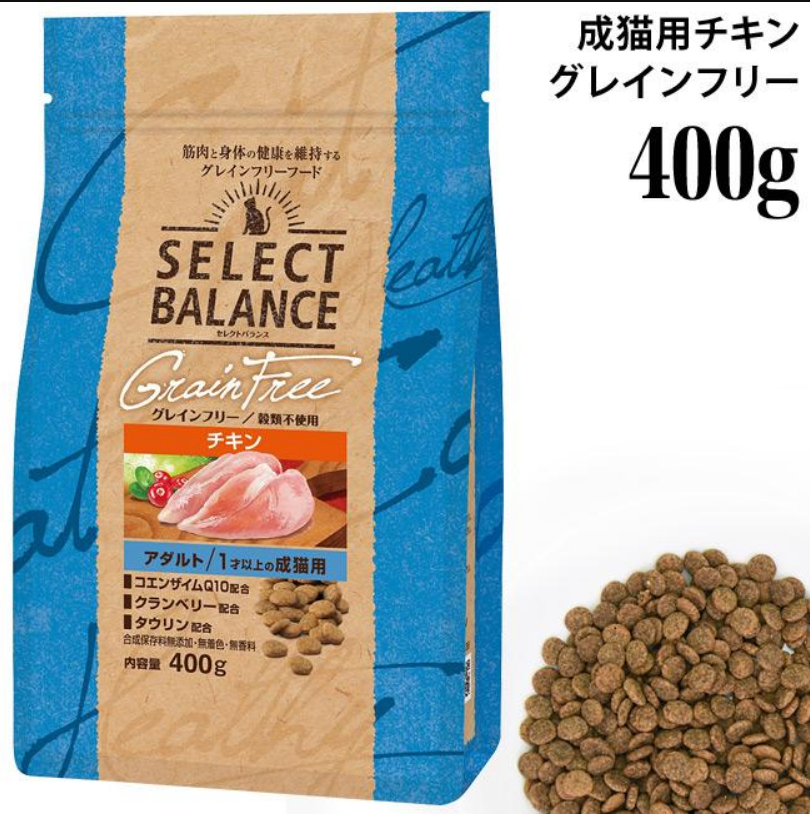 成猫用チキン
グレインフリー
400g
筋肉と身体の健康を維持する
グレインフリーフード
SELECT
BALANCE
セレクトバランス
Grain Free
グレインフリー/穀類不使用
チキン
アダルト/1才以上の成猫用
コエンザイムQ10配合
クランベリー配合
タウリン配合
合成保存料無添加・無着色・無香料
内容量 400g
Healthy